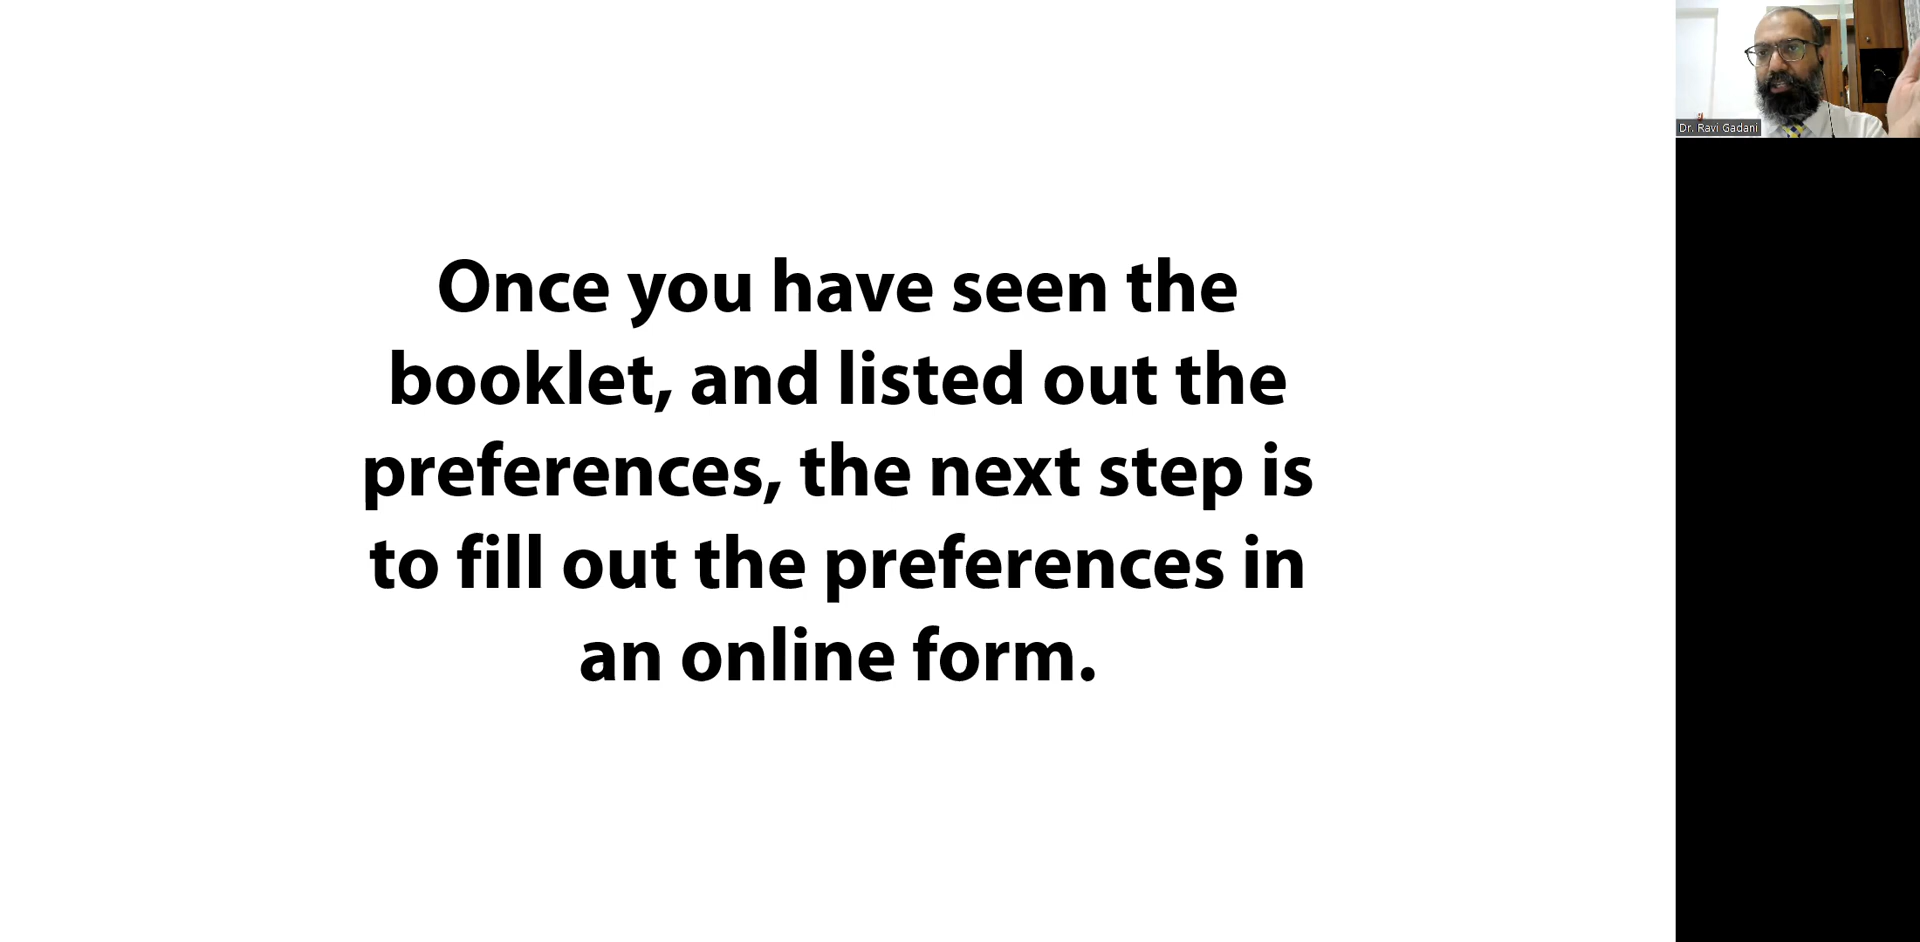 Once you have seen the
booklet, and listed out the
preferences, the next step is
to fill out the preferences in
an online form.
Dr. Ravi Gadani